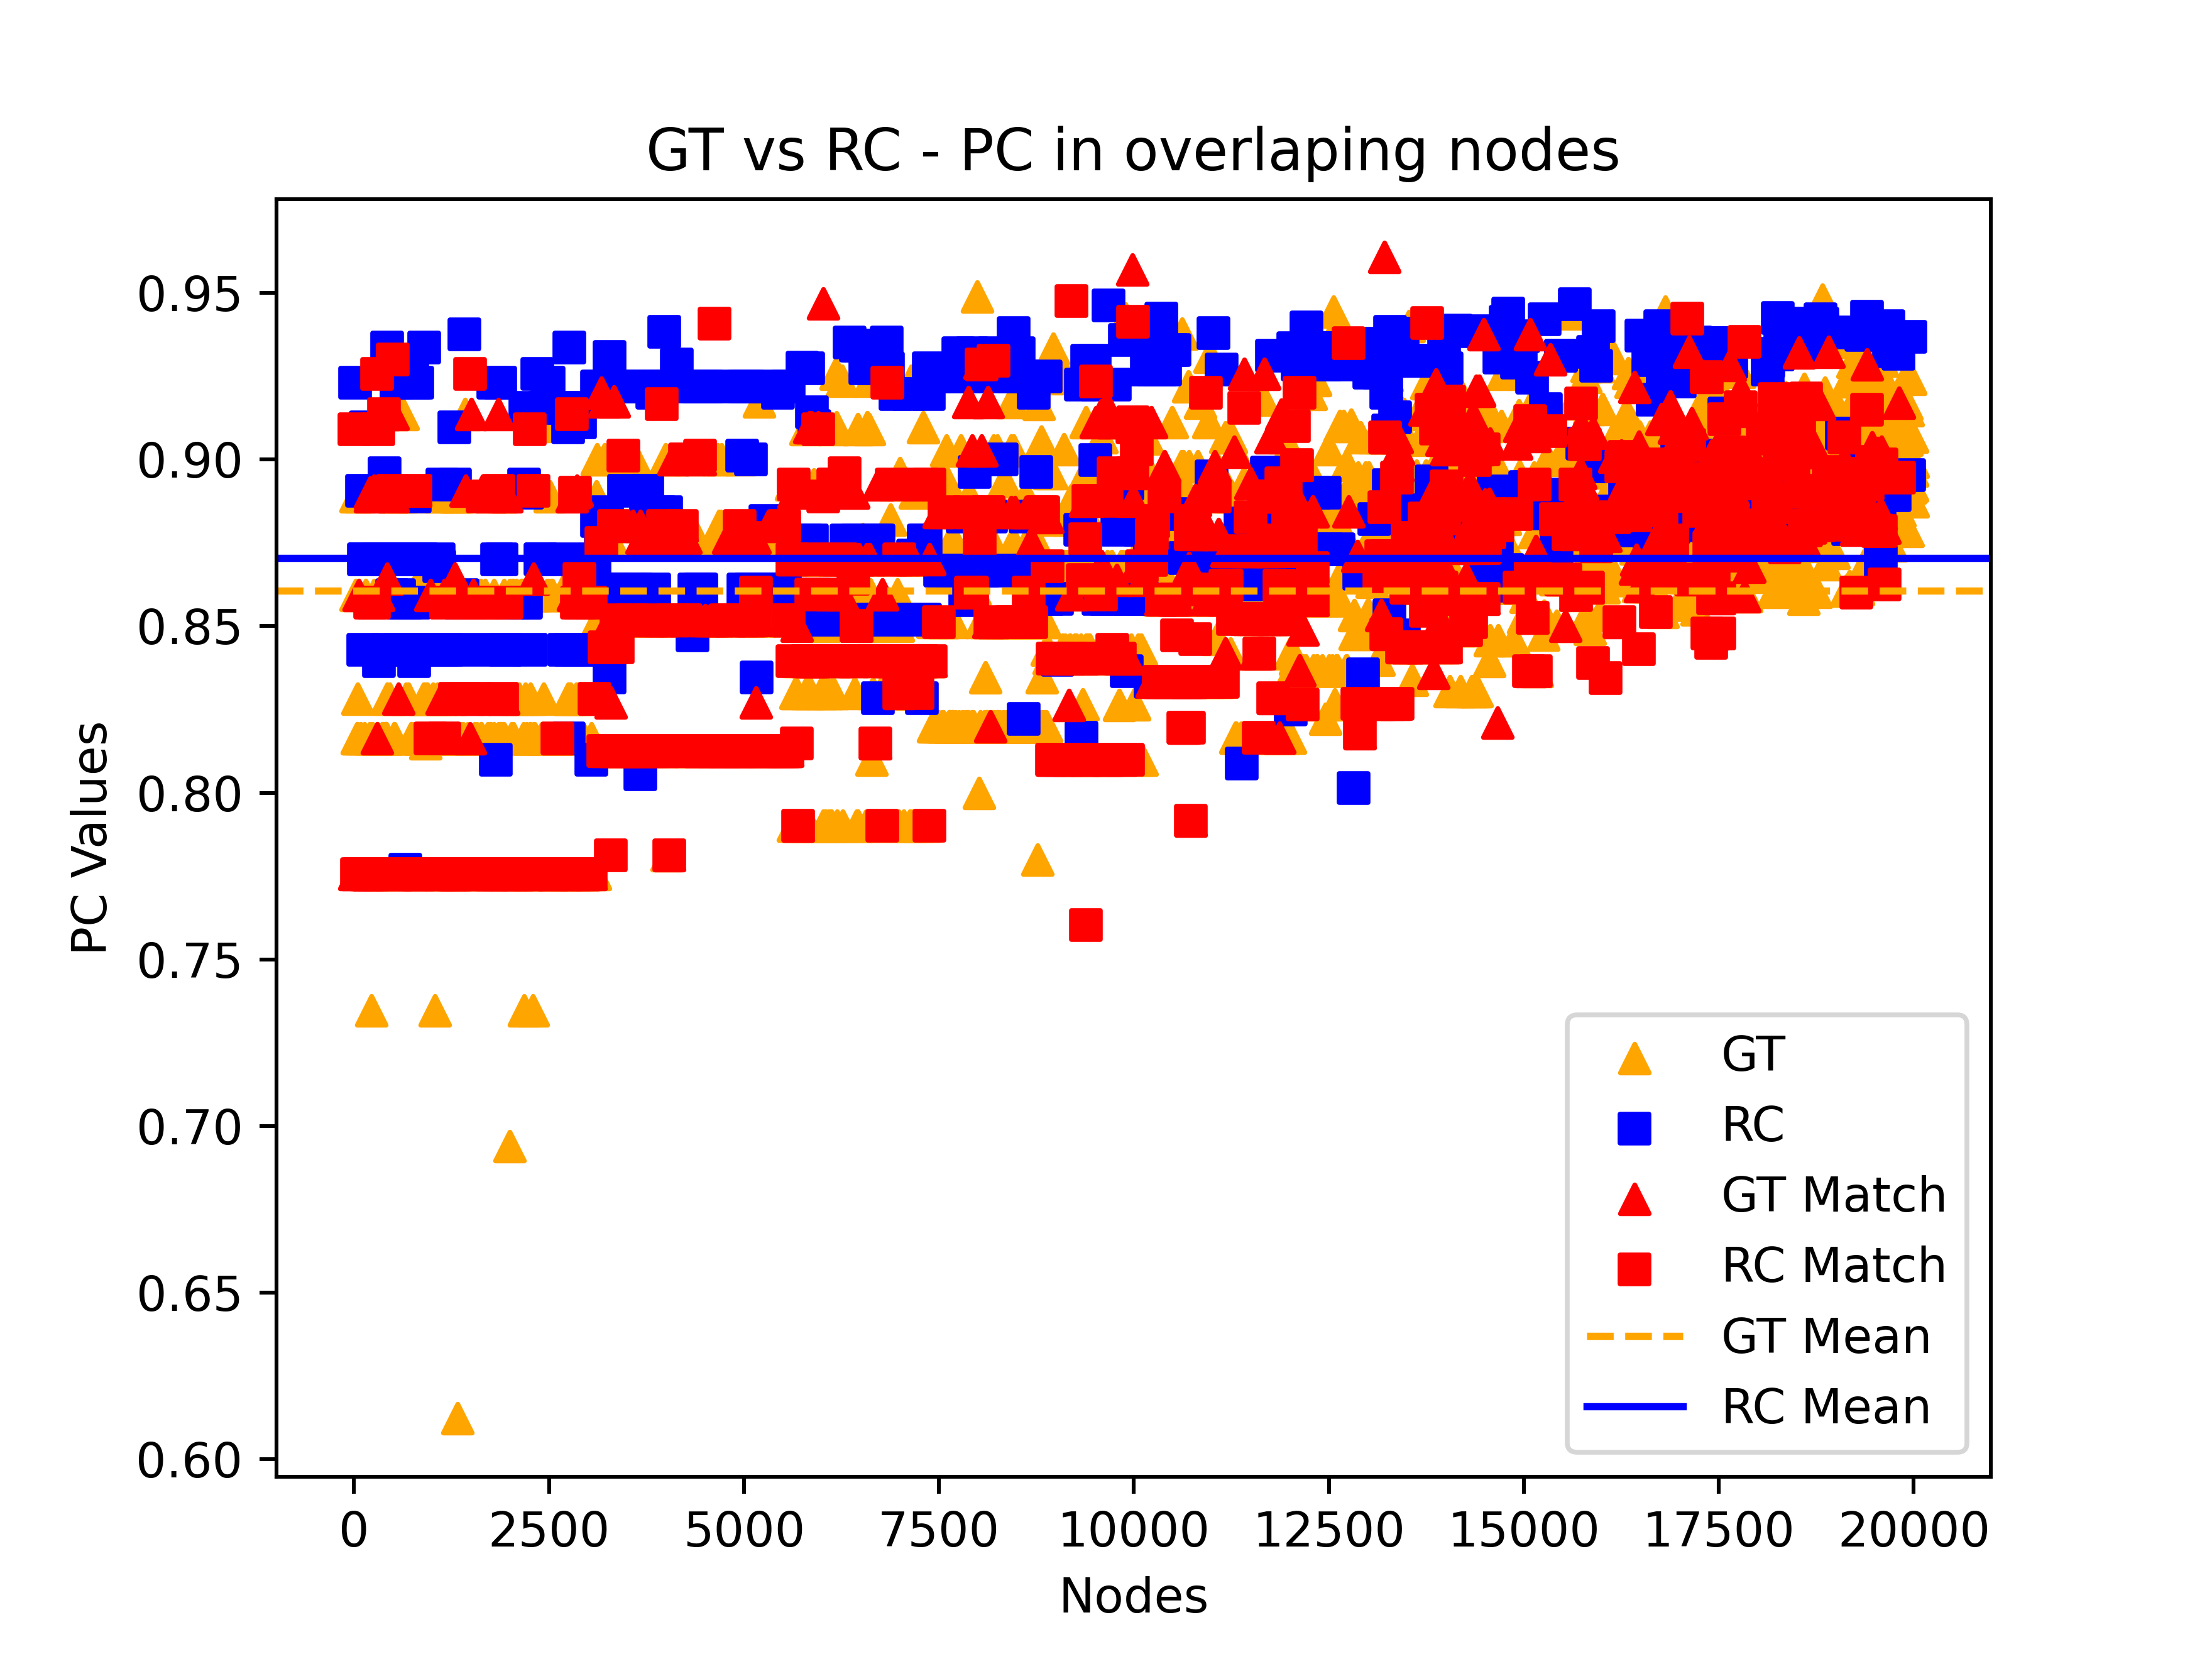 GT vs RC - PC in overlaping nodes
PC Values
0.95
0.90
0.85
0.80
0.75
0.70
0.65
0.60
GT
RC
GT Match
RC Match
GT Mean
RC Mean
0 2500 5000 7500 10000 12500 15000 17500 20000
Nodes